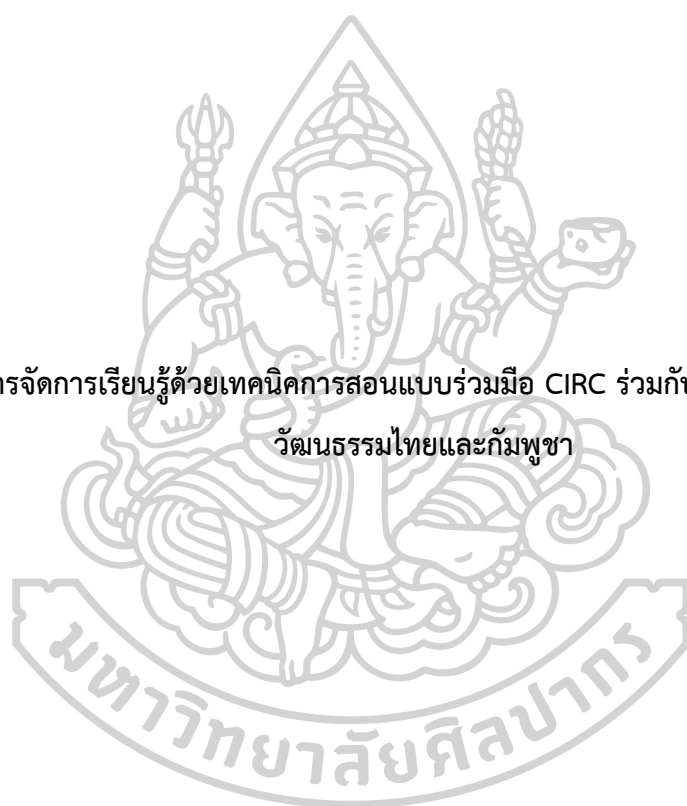 รจัดการเรียนรู้ด้วยเทคนิคการสอนแบบร่วมมือ CIRC ร่วมกับ
วัฒนธรรมไทยและกัมพูชา
มหาวิทยาลัยศิลปากร